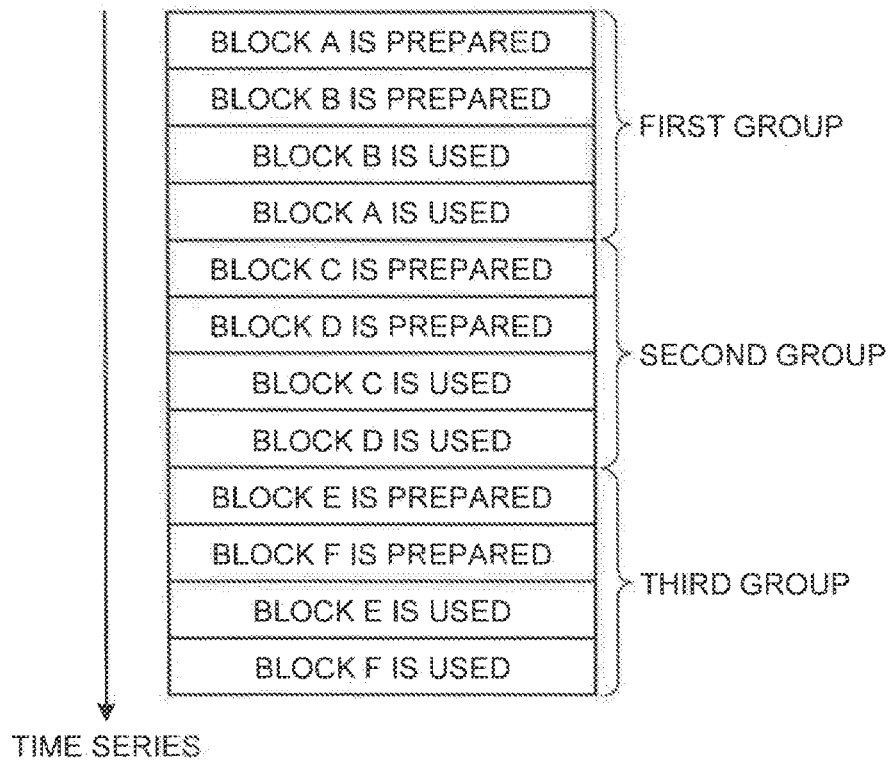 BLOCK A IS PREPARED
BLOCK B IS PREPARED
BLOCK B IS USED
BLOCK A IS USED
FIRST GROUP
BLOCK C IS PREPARED
BLOCK D IS PREPARED
BLOCK C IS USED
BLOCK D IS USED
SECOND GROUP
BLOCK E IS PREPARED
BLOCK F IS PREPARED
BLOCK E IS USED
BLOCK F IS USED
THIRD GROUP
TIME SERIES